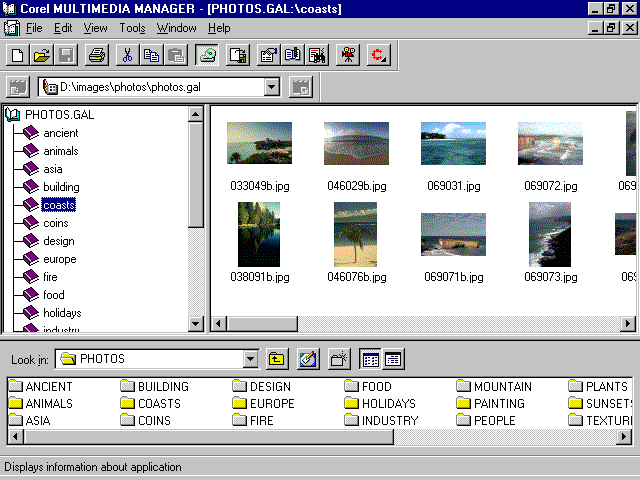 Corel MULTIMEDIA MANAGER - [PHOTOS.GAL:\coasts]
File Edit View Tools Window Help
D:\images\photos\photos.gal
PHOTOS.GAL
ancient
animals
asia
building
coasts
coins
design
europe
fire
food
holidays
industry
033049b.jpg 046029b.jpg 069031.jpg 069072.jpg 069
038091b.jpg 046076b.jpg 069071b.jpg 069073.jpg 069
Look in: PHOTOS
ANCIENT BUILDING DESIGN FOOD MOUNTAIN PLANTS
ANIMALS COASTS EUROPE HOLIDAYS PAINTING SUNSETS
ASIA COINS FIRE INDUSTRY PEOPLE TEXTUR
Displays information about application